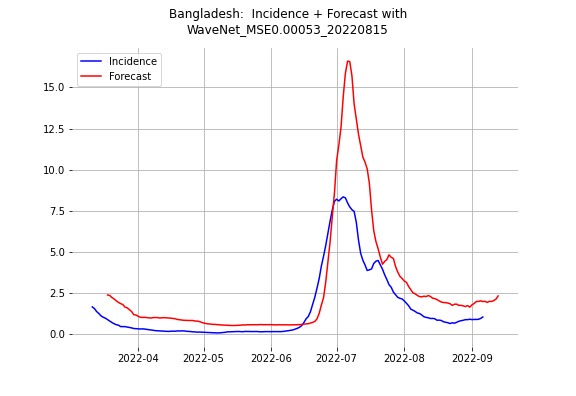 Bangladesh:  Incidence + Forecast with
WaveNet_MSE0.00053_20220815
Incidence
Forecast
15.0
12.5
10.0
7.5
5.0
2.5
0.0
2022-04 2022-05 2022-06 2022-07 2022-08 2022-09